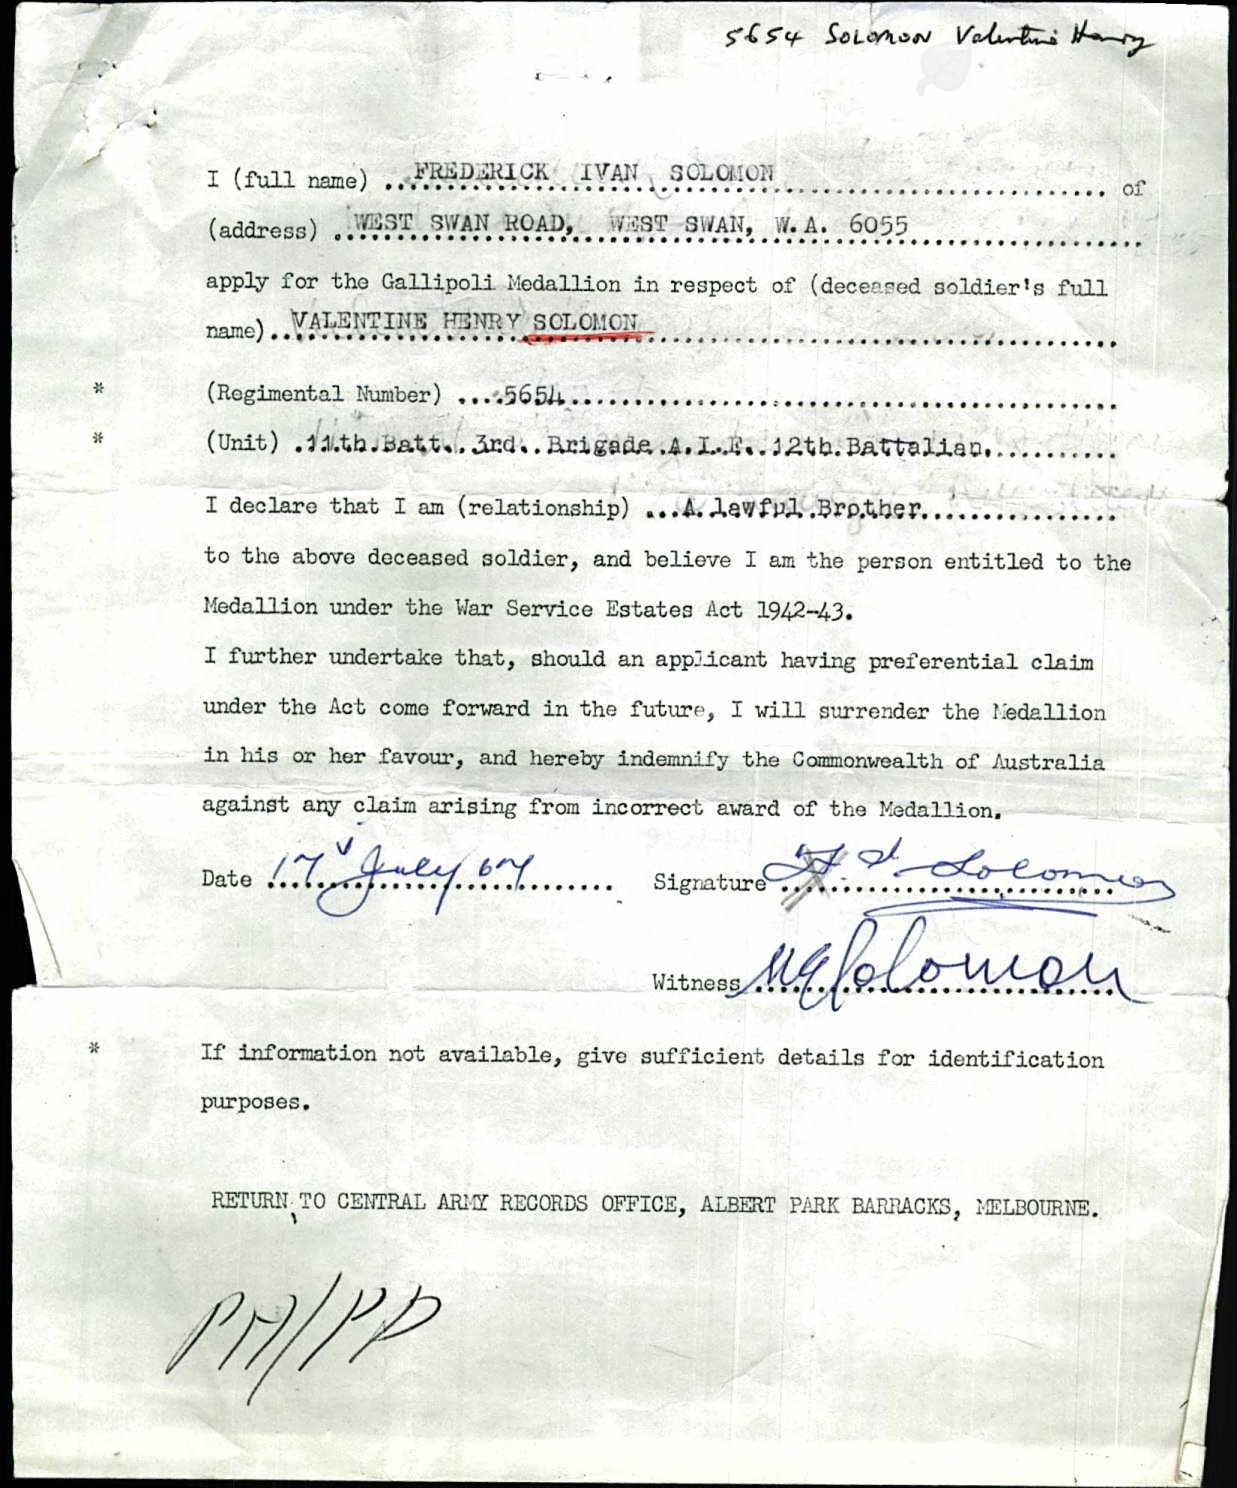 5654 SOLOMON Valentine Henry
I (full name) ...FREDERICK IVAN SOLOMON... of
(address) .WEST SWAN ROAD, WEST SWAN, W.A. 6055
apply for the Gallipoli Medallion in respect of (deceased soldier's full
name)..VALENTINE HENRY SOLOMON
* (Regimental Number) ....5654
* (Unit) .11th.Batt..3rd..Brigade.A.I.F..12th.Battalian.
I declare that I am (relationship) ...A.lawful.Brother.
to the above deceased soldier, and believe I am the person entitled to the
Medallion under the War Service Estates Act 1942-43.
I further undertake that, should an applicant having preferential claim
under the Act come forward in the future, I will surrender the Medallion
in his or her favour, and hereby indemnify the Commonwealth of Australia
against any claim arising from incorrect award of the Medallion.
Date 17 July 67 Signature F. I. Solomon
Witness Solomon
* If information not available, give sufficient details for identification
purposes.
RETURN TO CENTRAL ARMY RECORDS OFFICE, ALBERT PARK BARRACKS, MELBOURNE.